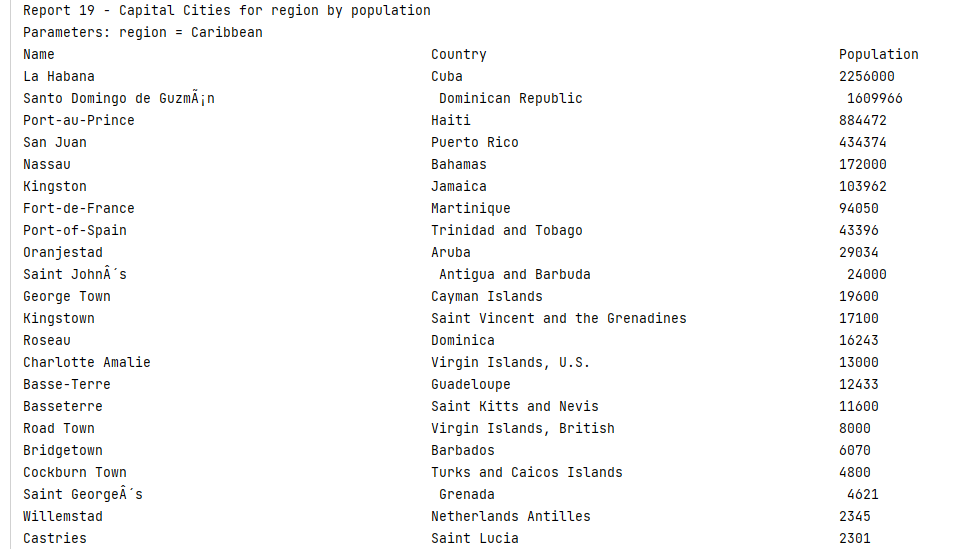 Report 19 - Capital Cities for region by population
Parameters: region = Caribbean
Name Country Population
La Habana Cuba 2256000
Santo Domingo de GuzmÃ¡n Dominican Republic 1609966
Port-au-Prince Haiti 884472
San Juan Puerto Rico 434374
Nassau Bahamas 172000
Kingston Jamaica 103962
Fort-de-France Martinique 94050
Port-of-Spain Trinidad and Tobago 43396
Oranjestad Aruba 29034
Saint JohnÂ´s Antigua and Barbuda 24000
George Town Cayman Islands 19600
Kingstown Saint Vincent and the Grenadines 17100
Roseau Dominica 16243
Charlotte Amalie Virgin Islands, U.S. 13000
Basse-Terre Guadeloupe 12433
Basseterre Saint Kitts and Nevis 11600
Road Town Virgin Islands, British 8000
Bridgetown Barbados 6070
Cockburn Town Turks and Caicos Islands 4800
Saint GeorgeÂ´s Grenada 4621
Willemstad Netherlands Antilles 2345
Castries Saint Lucia 2301